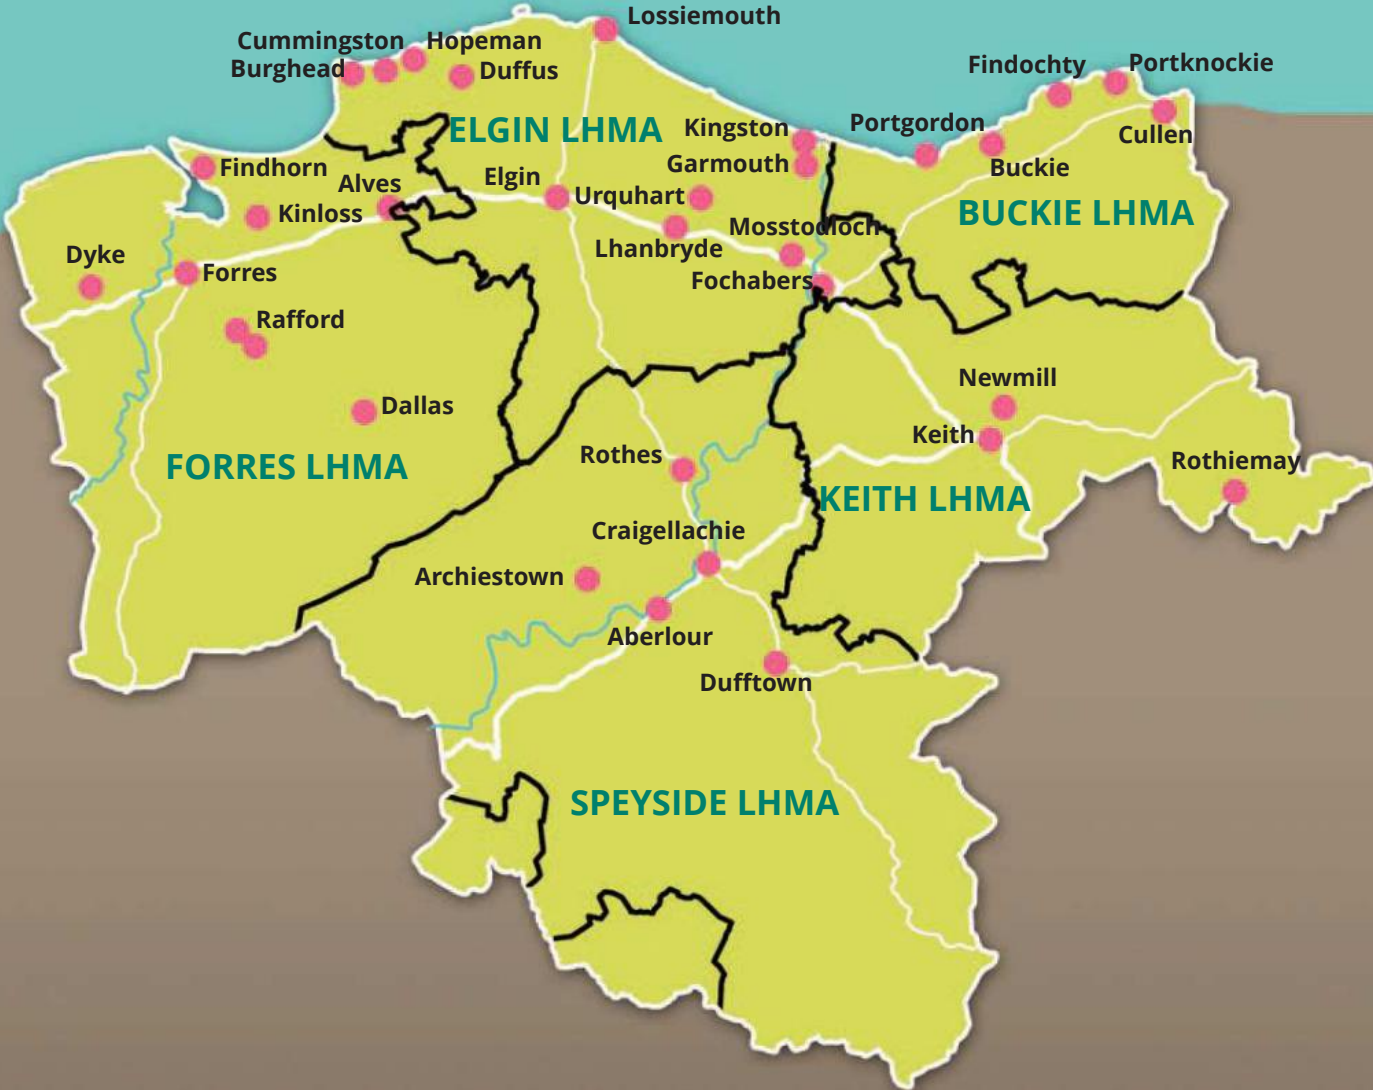 Lossiemouth
Cummingston
Hopeman
Burghead
Duffus
Findochty
Portknockie
ELGIN LHMA
Kingston
Portgordon
Cullen
Findhorn
Garmouth
Buckie
Alves
Elgin
Urquhart
Kinloss
BUCKIE LHMA
Mosstodloch
Lhanbryde
Dyke
Forres
Fochabers
Rafford
Newmill
Dallas
Keith
Rothes
FORRES LHMA
Rothiemay
KEITH LHMA
Craigellachie
Archiestown
Aberlour
Dufftown
SPEYSIDE LHMA